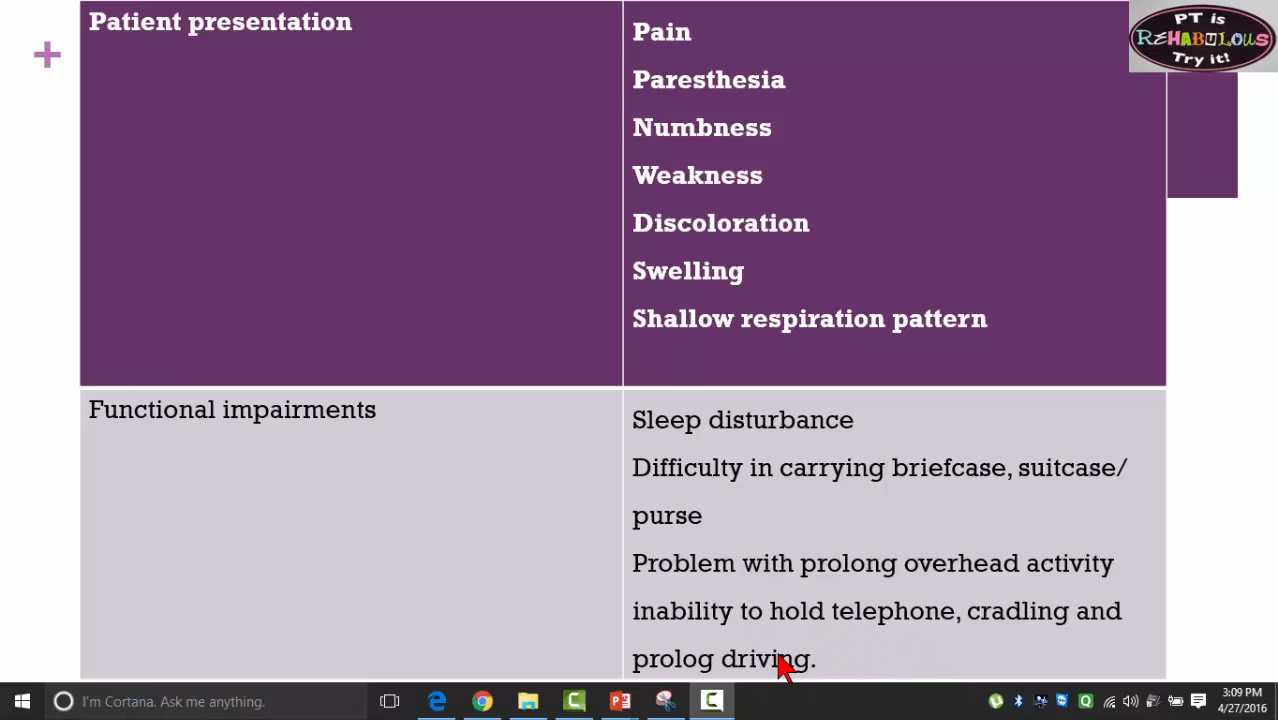 Patient presentation
Pain
Paresthesia
Numbness
Weakness
Discoloration
Swelling
Shallow respiration pattern
Functional impairments
Sleep disturbance
Difficulty in carrying briefcase, suitcase/
purse
Problem with prolong overhead activity
inability to hold telephone, cradling and
prolog driving.
PT is
REHABULOUS
Try it!
I'm Cortana. Ask me anything.
3:09 PM
4/27/2016